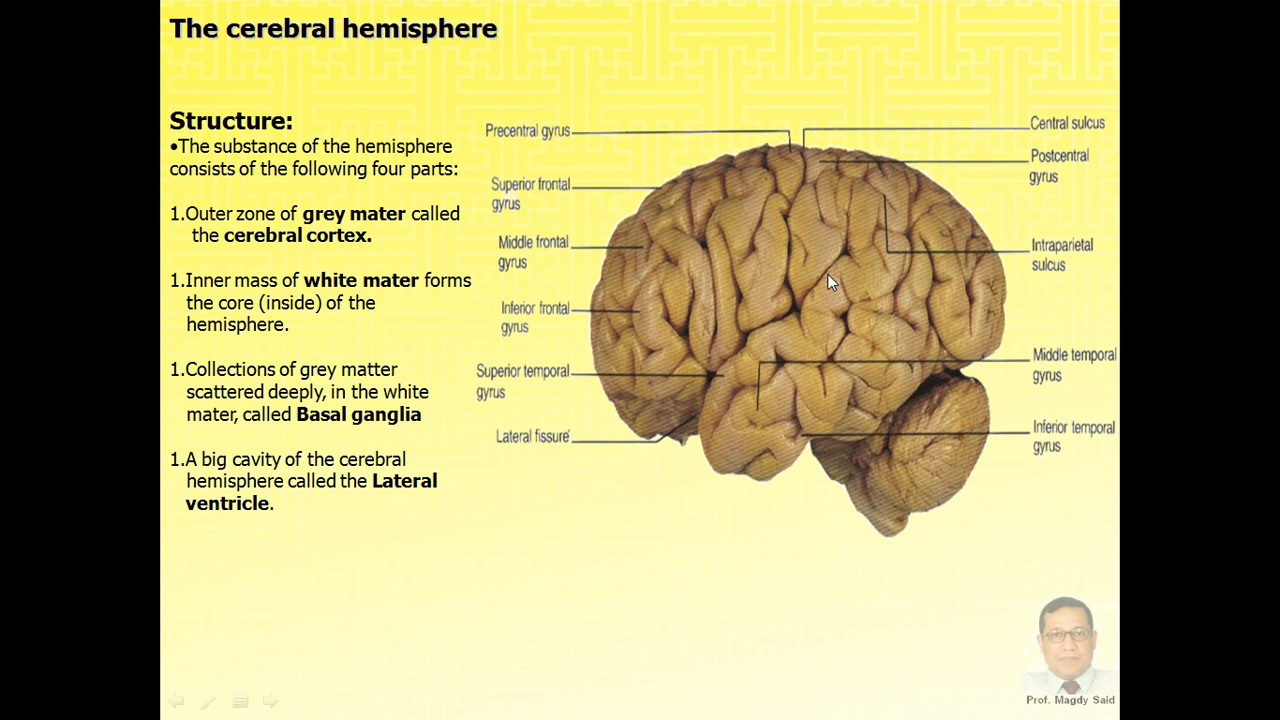 The cerebral hemisphere
Structure:
•The substance of the hemisphere
consists of the following four parts:
1.Outer zone of grey mater called
the cerebral cortex.
1.Inner mass of white mater forms
the core (inside) of the
hemisphere.
1.Collections of grey matter
scattered deeply, in the white
mater, called Basal ganglia
1.A big cavity of the cerebral
hemisphere called the Lateral
ventricle.
Precentral gyrus
Superior frontal
gyrus
Middle frontal
gyrus
Inferior frontal
gyrus
Superior temporal
gyrus
Lateral fissure
Central sulcus
Postcentral
gyrus
Intraparietal
sulcus
Middle temporal
gyrus
Inferior temporal
gyrus
Prof. Magdy Said